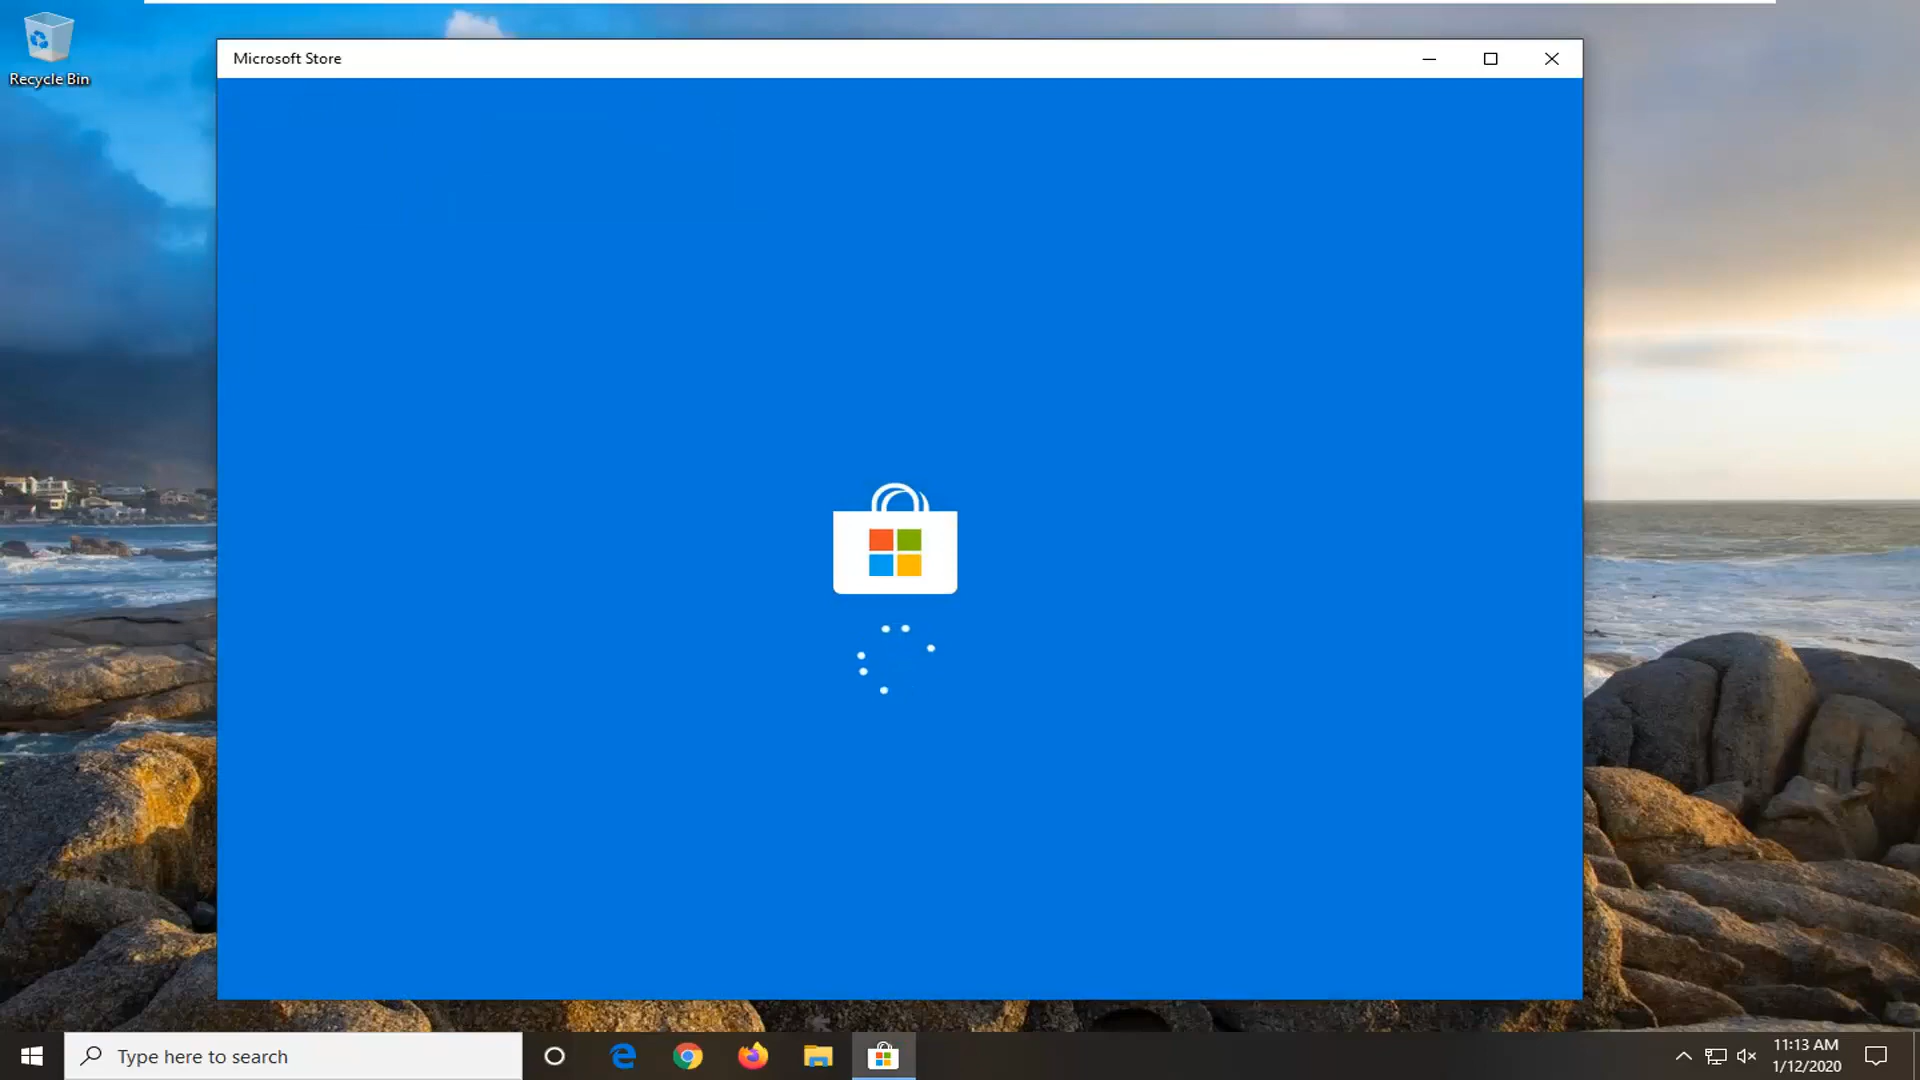 Recycle Bin
Microsoft Store
Type here to search
11:13 AM
1/12/2020